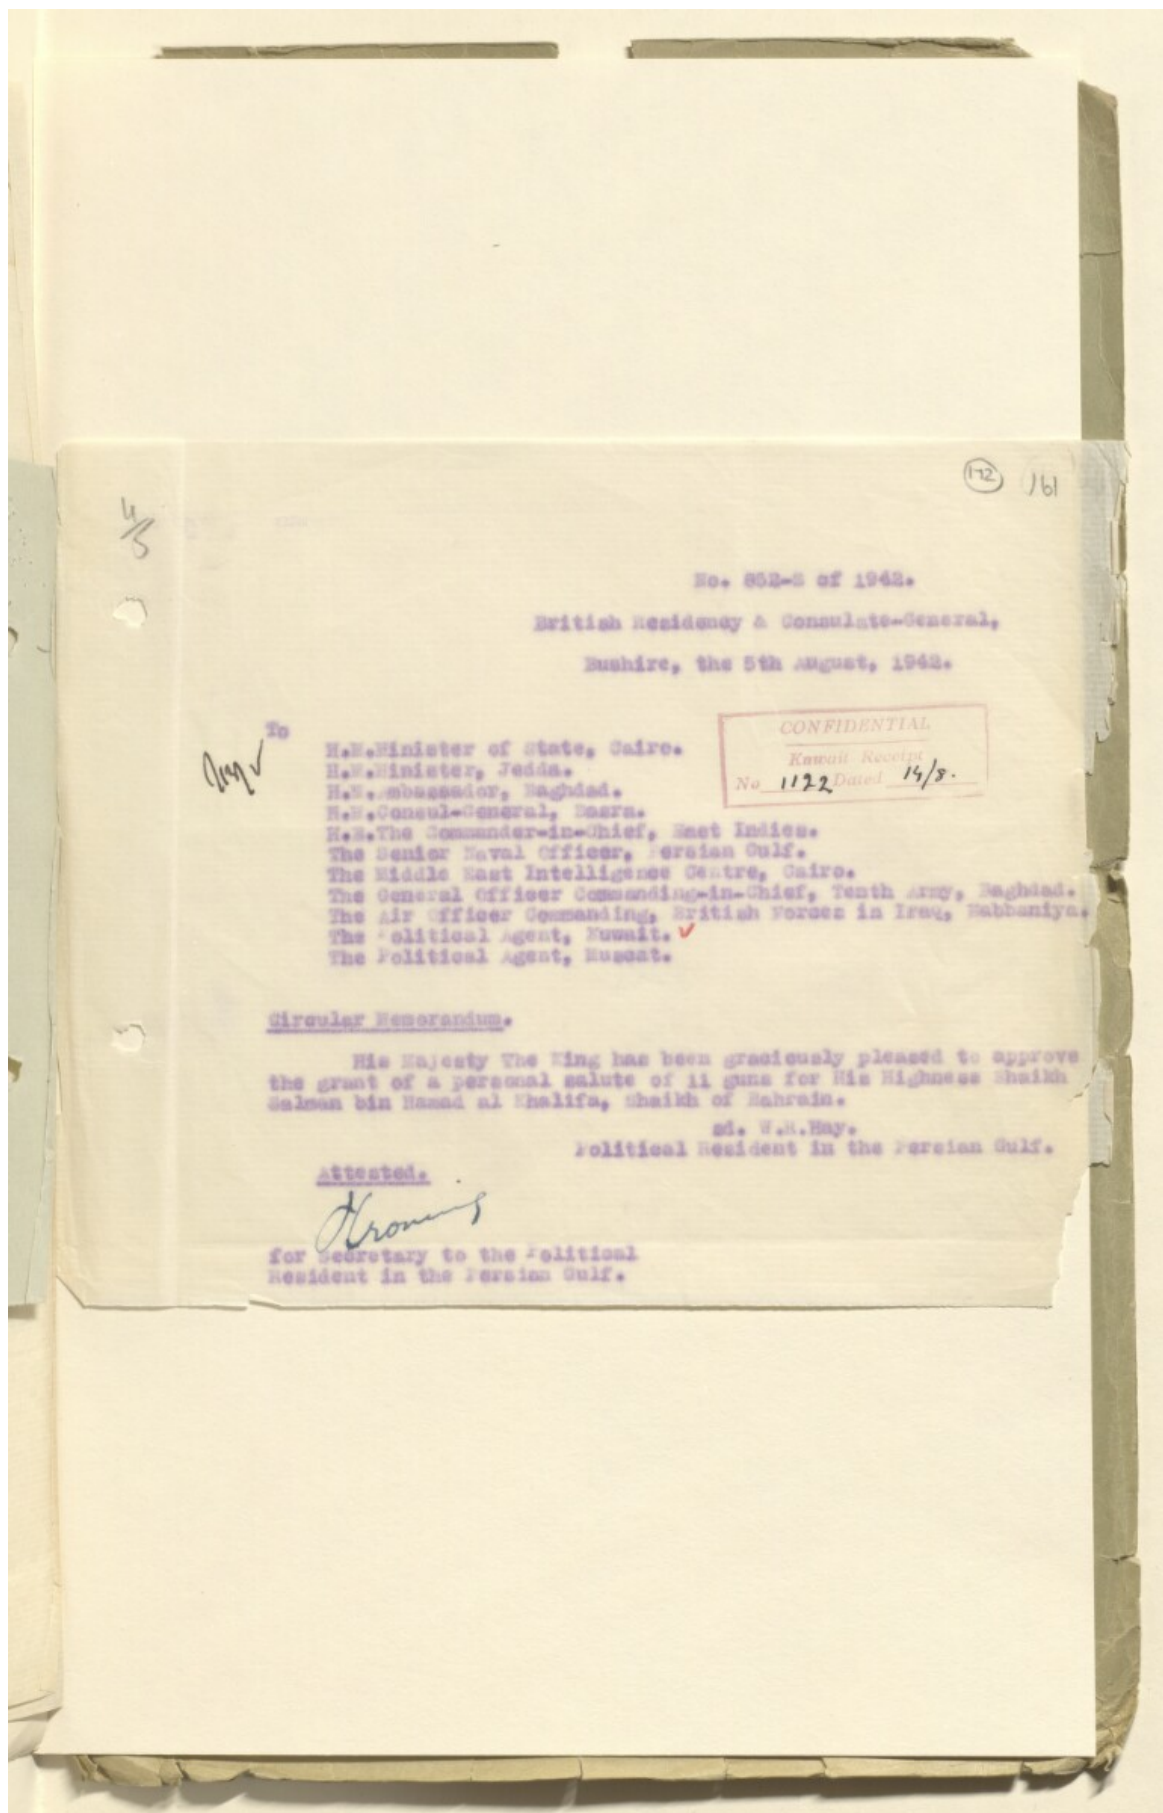 172 161
4/5
No. 852-S of 1942.
British Residency & Consulate-General,
Bushire, the 5th August, 1942.
CONFIDENTIAL
Kuwait Receipt
No 1122 Dated 14/8.
To
H.M.Minister of State, Cairo.
H.M.Minister, Jedda.
H.M.Ambassador, Baghdad.
H.M.Consul-General, Basra.
H.E.The Commander-in-Chief, East Indies.
The Senior Naval Officer, Persian Gulf.
The Middle East Intelligence Centre, Cairo.
The General Officer Commanding-in-Chief, Tenth Army, Baghdad.
The Air Officer Commanding, British Forces in Iraq, Habbaniya.
The Political Agent, Kuwait. ✓
The Political Agent, Muscat.
Circular Memorandum.
His Majesty The King has been graciously pleased to approve
the grant of a personal salute of 11 guns for His Highness Shaikh
Salman bin Hamad al Khalifa, Shaikh of Bahrain.
sd. W.R.Hay.
Political Resident in the Persian Gulf.
Attested.
for Secretary to the Political
Resident in the Persian Gulf.